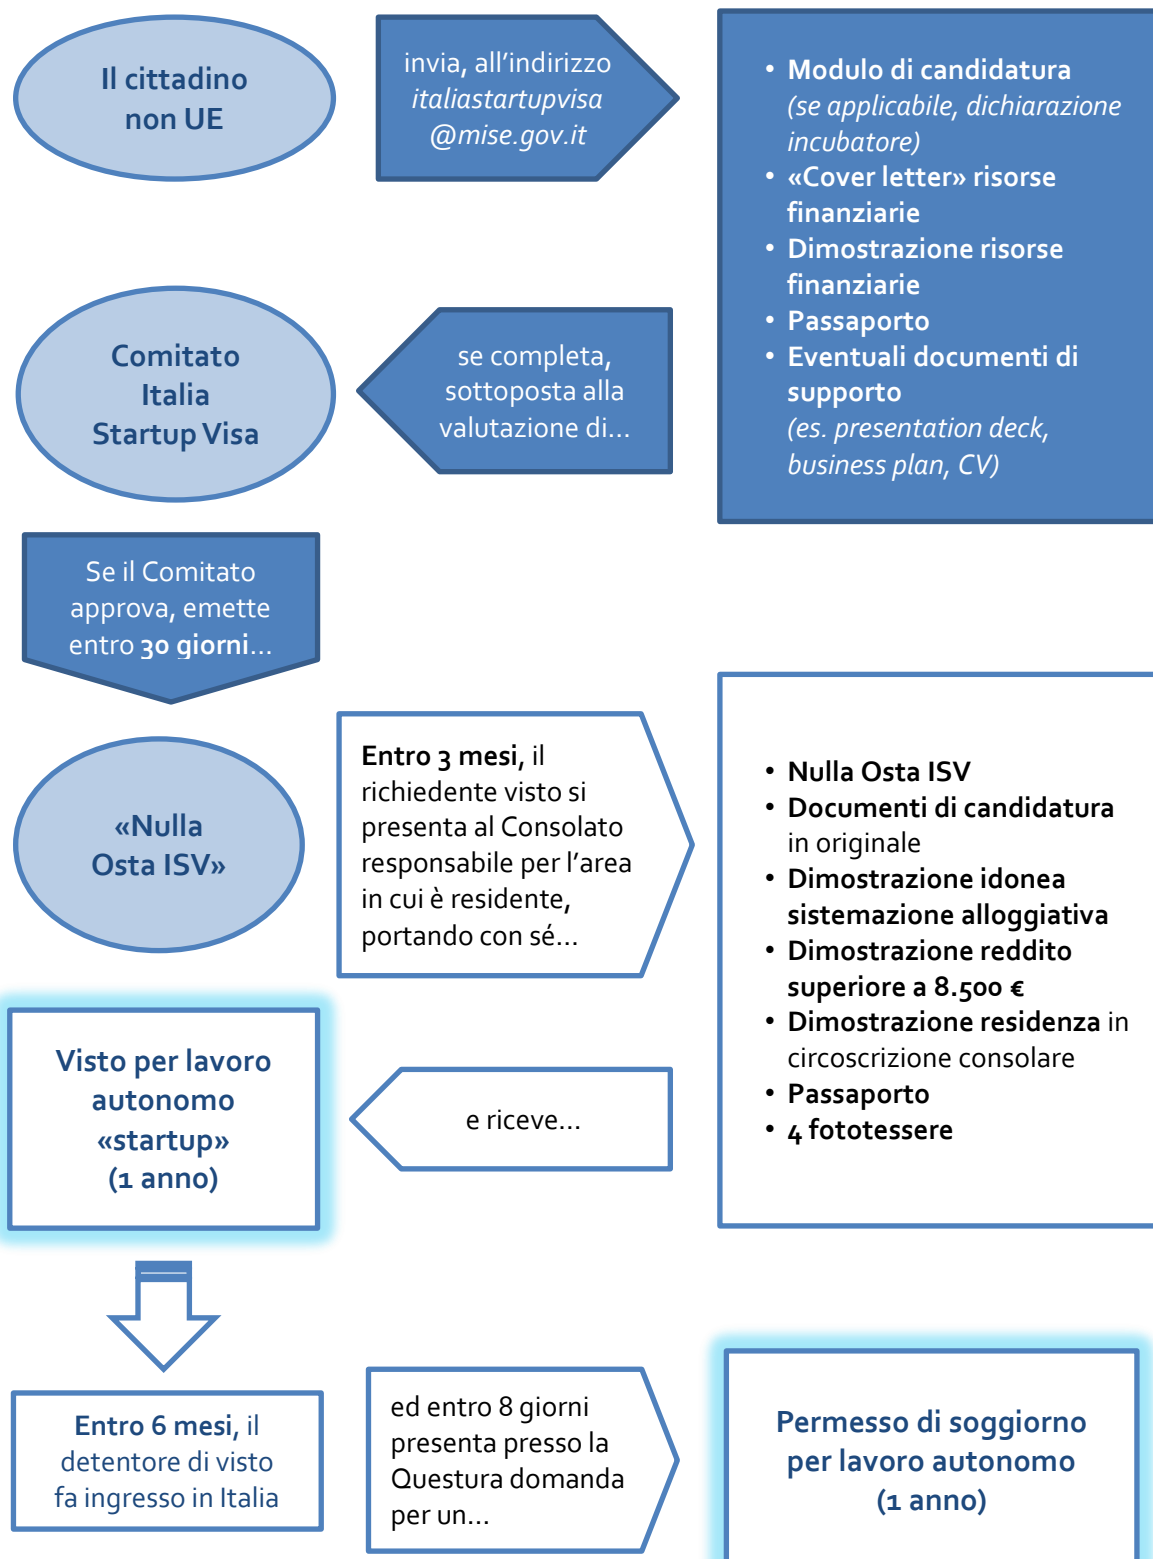 Il cittadino
non UE
invia, all’indirizzo
italiastartupvisa
@mise.gov.it
• Modulo di candidatura
(se applicabile, dichiarazione
incubatore)
• «Cover letter» risorse
finanziarie
• Dimostrazione risorse
finanziarie
• Passaporto
• Eventuali documenti di
supporto
(es. presentation deck,
business plan, CV)
se completa,
sottoposta alla
valutazione di…
Comitato
Italia
Startup Visa
Se il Comitato
approva, emette
entro 30 giorni…
«Nulla
Osta ISV»
Entro 3 mesi, il
richiedente visto si
presenta al Consolato
responsabile per l’area
in cui è residente,
portando con sé…
• Nulla Osta ISV
• Documenti di candidatura
in originale
• Dimostrazione idonea
sistemazione alloggiativa
• Dimostrazione reddito
superiore a 8.500 €
• Dimostrazione residenza in
circoscrizione consolare
• Passaporto
• 4 fototessere
e riceve…
Visto per lavoro
autonomo
«startup»
(1 anno)
Entro 6 mesi, il
detentore di visto
fa ingresso in Italia
ed entro 8 giorni
presenta presso la
Questura domanda
per un…
Permesso di soggiorno
per lavoro autonomo
(1 anno)